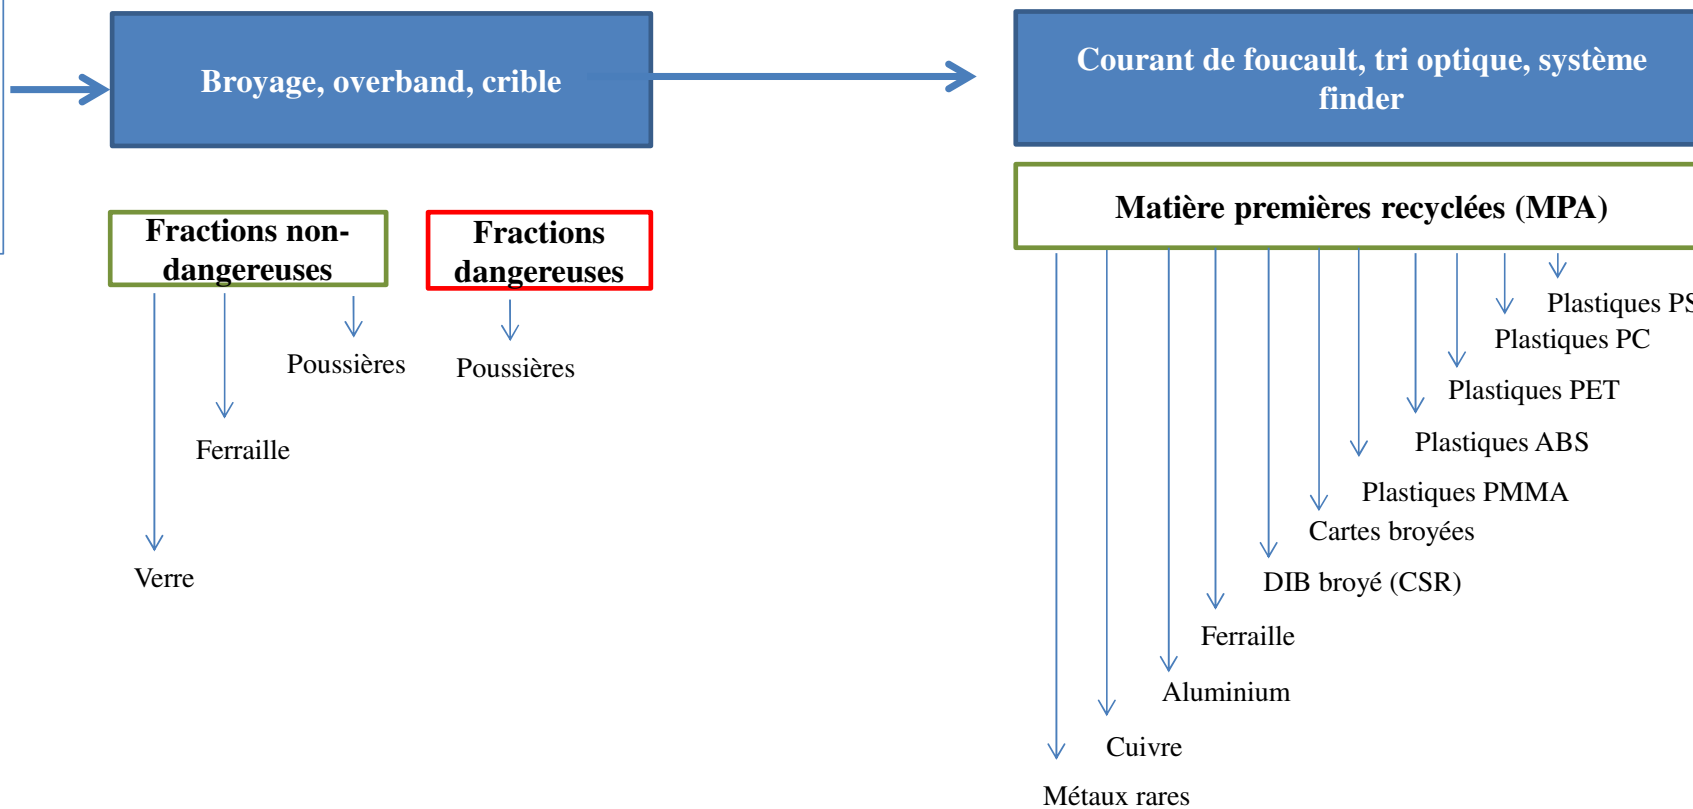 Broyage, overband, crible
Courant de foucault, tri optique, système
finder
Matière premières recyclées (MPA)
Fractions non-
dangereuses
Fractions
dangereuses
Plastiques PS
Plastiques PC
Poussières
Poussières
Plastiques PET
Plastiques ABS
Ferraille
Plastiques PMMA
Cartes broyées
Verre
DIB broyé (CSR)
Ferraille
Aluminium
Cuivre
Métaux rares